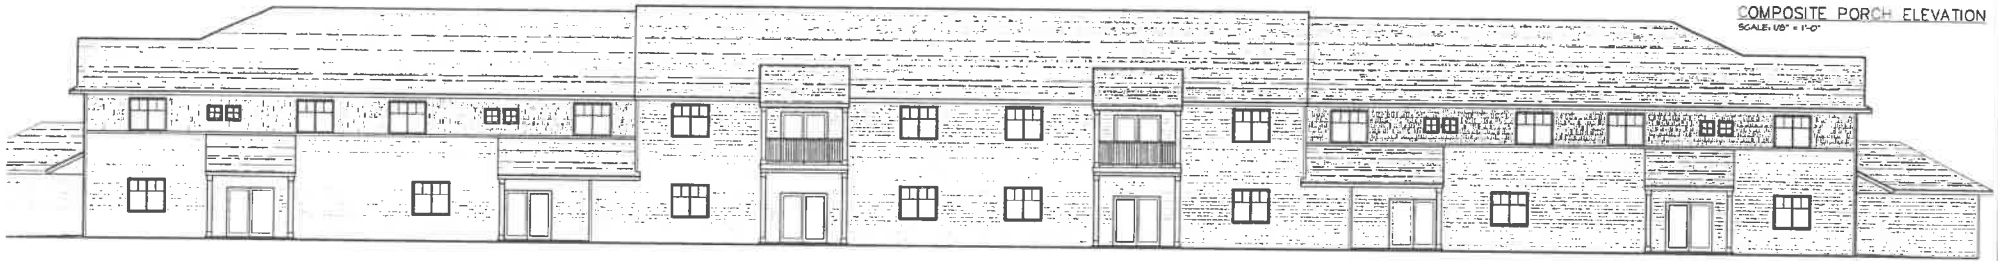 COMPOSITE PORCH ELEVATION
SCALE: 1/8" = 1'-0"